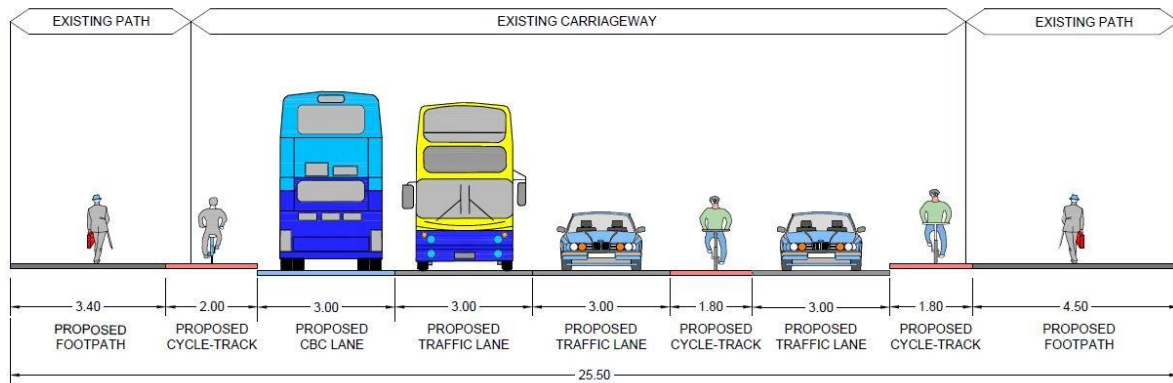 EXISTING PATH
EXISTING CARRIAGEWAY
EXISTING PATH
3.40
2.00
3.00
3.00
3.00
1.80
3.00
1.80
4.50
PROPOSED
FOOTPATH
PROPOSED
CYCLE-TRACK
PROPOSED
CBC LANE
PROPOSED
TRAFFIC LANE
PROPOSED
TRAFFIC LANE
PROPOSED
CYCLE-TRACK
PROPOSED
TRAFFIC LANE
PROPOSED
CYCLE-TRACK
PROPOSED
FOOTPATH
25.50